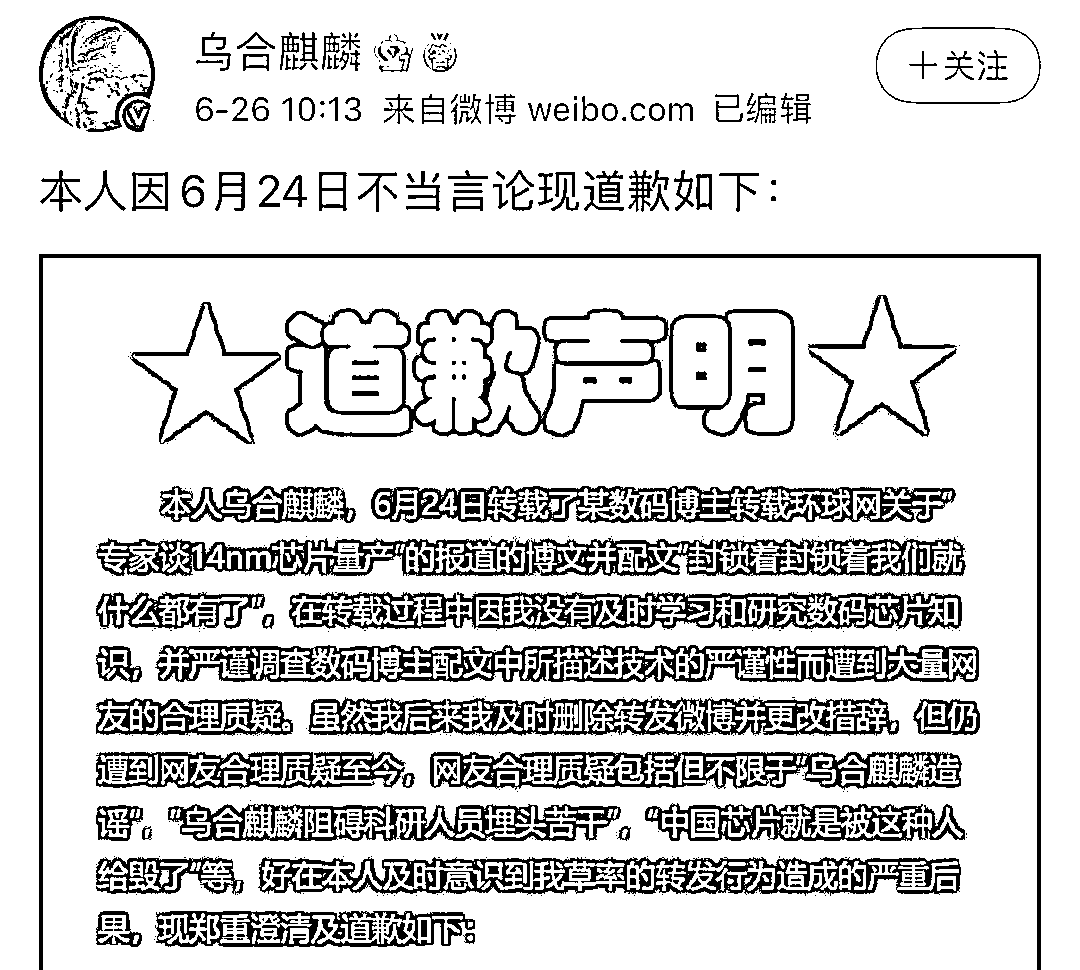 乌合麒麟
+关注
6-26 10:13 来自微博 weibo.com 已编辑
本人因6月24日不当言论现道歉如下：
道歉声明
本人乌合麒麟，6月24日转载了某数码博主转载环球网关于“
专家谈14nm芯片量产”的报道的博文并配文“封锁着封锁着我们就
什么都有了”。在转载过程中因我没有及时学习和研究数码芯片知
识，并严谨调查数码博主配文中所描述技术的严谨性而遭到大量网
友的合理质疑。虽然我后来我及时删除转发微博并更改措辞，但仍
遭到网友合理质疑至今。网友合理质疑包括但不限于“乌合麒麟造
谣”，“乌合麒麟阻碍科研人员埋头苦干”，“中国芯片就是被这种人
给毁了”等，好在本人及时意识到我草率的转发行为造成的严重后
果，现郑重澄清及道歉如下：